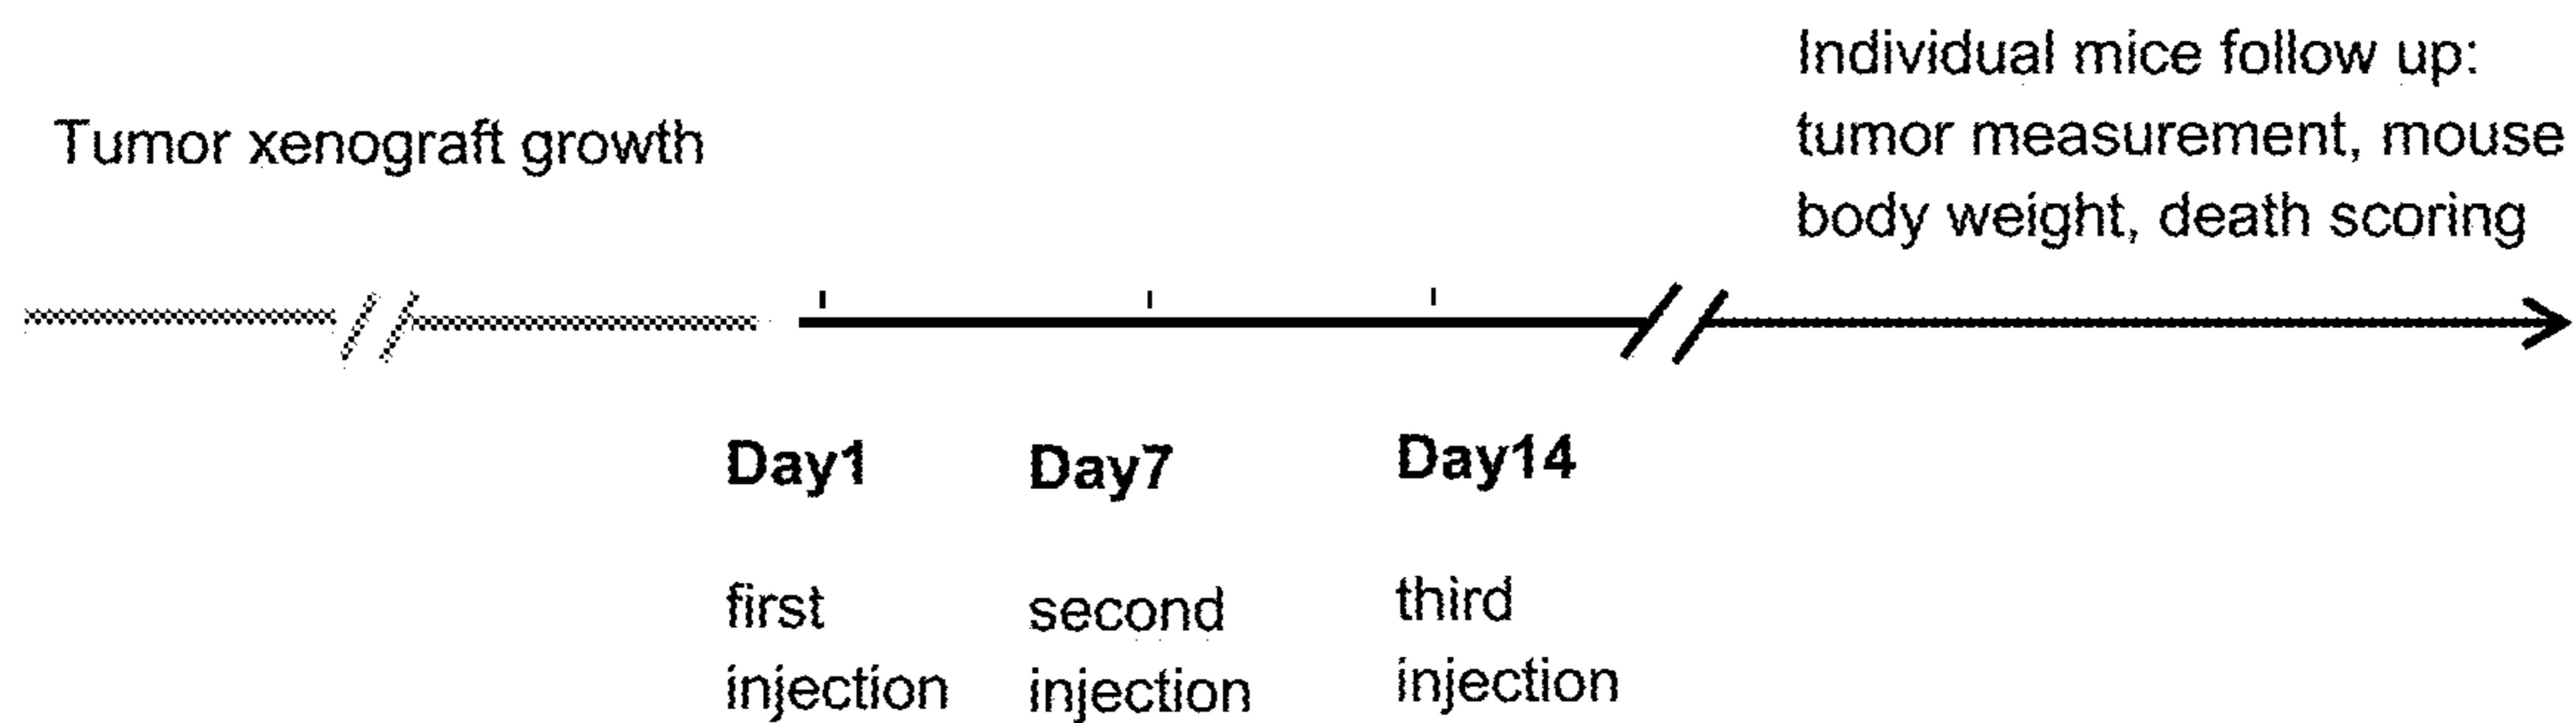 Tumor xenograft growth
Individual mice follow up:
tumor measurement, mouse
body weight, death scoring
Day1
Day7
Day14
first
injection
second
injection
third
injection